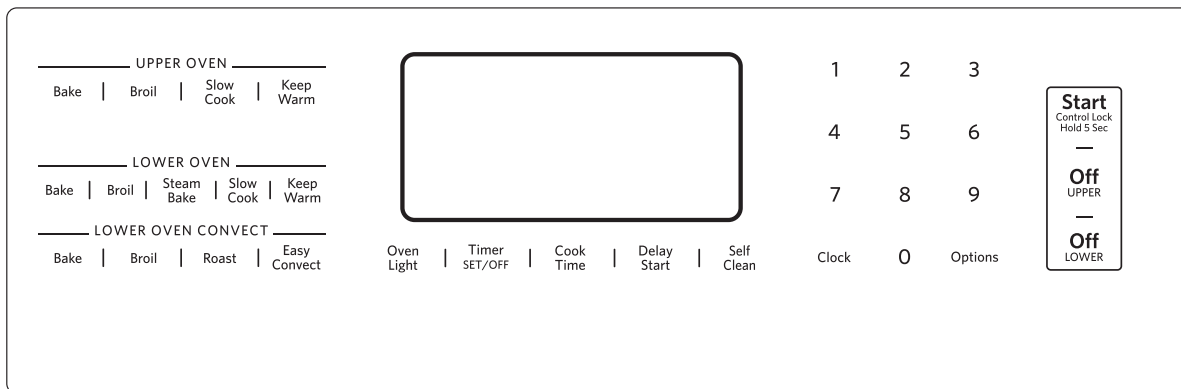 UPPER OVEN
Bake | Broil | Slow Cook | Keep Warm
LOWER OVEN
Bake | Broil | Steam Bake | Slow Cook | Keep Warm
LOWER OVEN CONVECT
Bake | Broil | Roast | Easy Convect
Oven Light | Timer SET/OFF | Cook Time | Delay Start | Self Clean
1 2 3
4 5 6
7 8 9
Clock 0 Options
Start
Control Lock
Hold 5 Sec
Off
UPPER
Off
LOWER